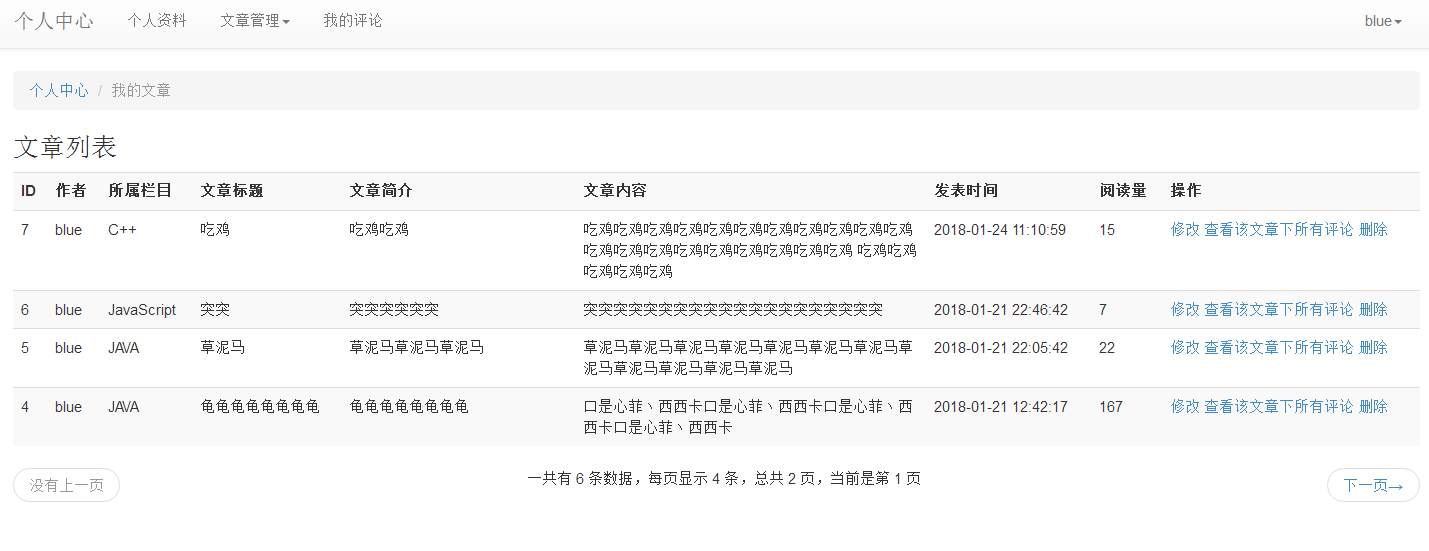 个人中心 个人资料 文章管理 我的评论 blue
个人中心 / 我的文章
文章列表
ID 作者 所属栏目 文章标题 文章简介 文章内容 发表时间 阅读量 操作
7 blue C++ 吃鸡 吃鸡吃鸡 吃鸡吃鸡吃鸡吃鸡吃鸡吃鸡吃鸡吃鸡吃鸡吃鸡吃鸡 2018-01-24 11:10:59 15 修改 查看该文章下所有评论 删除
吃鸡吃鸡吃鸡吃鸡吃鸡吃鸡吃鸡吃鸡吃鸡 吃鸡吃鸡
吃鸡吃鸡吃鸡
6 blue JavaScript 突突 突突突突突突 突突突突突突突突突突突突突突突突突突突突 2018-01-21 22:46:42 7 修改 查看该文章下所有评论 删除
5 blue JAVA 草泥马 草泥马草泥马草泥马 草泥马草泥马草泥马草泥马草泥马草泥马草泥马草 2018-01-21 22:05:42 22 修改 查看该文章下所有评论 删除
泥马草泥马草泥马草泥马草泥马
4 blue JAVA 龟龟龟龟龟龟龟龟 龟龟龟龟龟龟龟龟 口是心菲丶西西卡口是心菲丶西西卡口是心菲丶西 2018-01-21 12:42:17 167 修改 查看该文章下所有评论 删除
西卡口是心菲丶西西卡
没有上一页 一共有 6 条数据，每页显示 4 条，总共 2 页，当前是第 1 页 下一页→